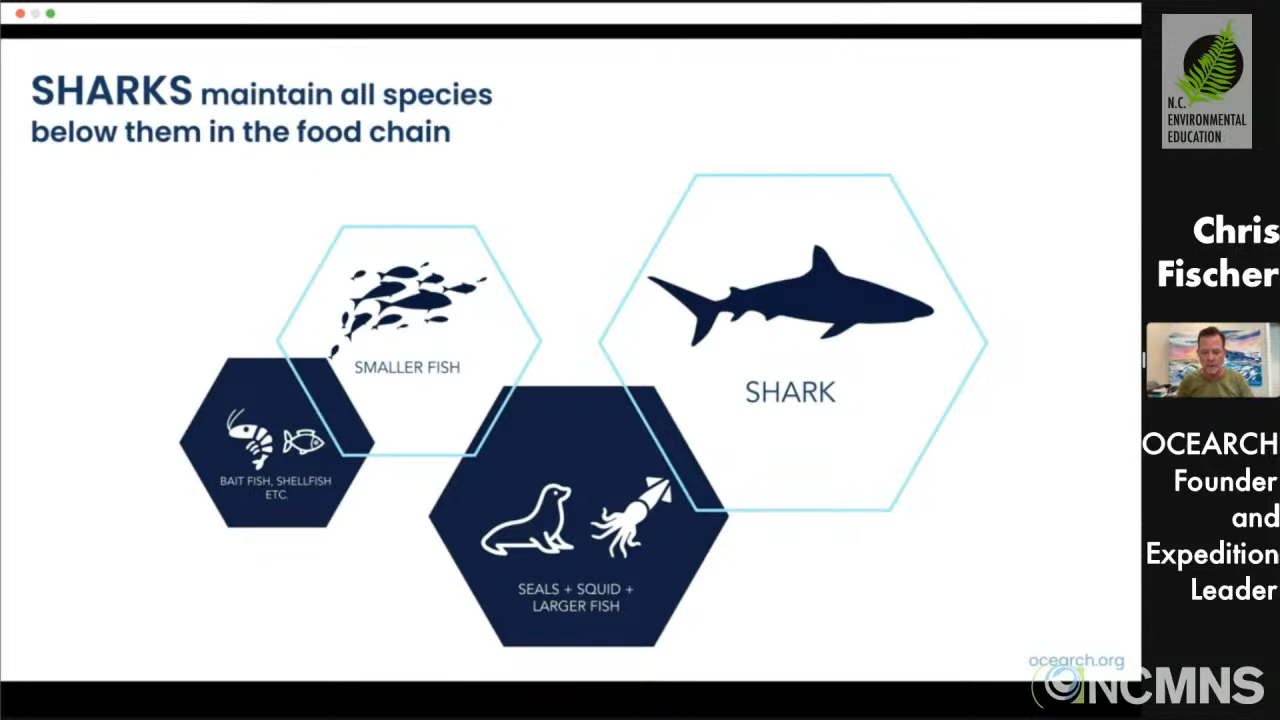 SHARKS maintain all species
below them in the food chain
SMALLER FISH
SHARK
BAIT FISH, SHELLFISH
ETC.
SEALS + SQUID +
LARGER FISH
ocearch.org
N.C.
ENVIRONMENTAL
EDUCATION
Chris
Fischer
OCEARCH
Founder
and
Expedition
Leader
NCMNS